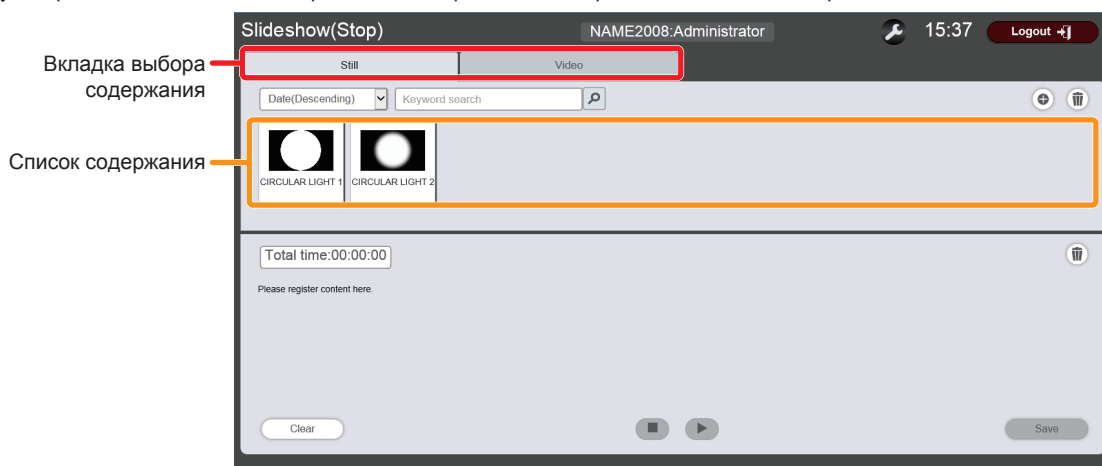 Slideshow(Stop)
NAME2008:Administrator
15:37
Logout
Вкладка выбора
содержания
Still
Video
Date(Descending)
Keyword search
Список содержания
CIRCULAR LIGHT 1
CIRCULAR LIGHT 2
Total time:00:00:00
Please register content here.
Clear
Save